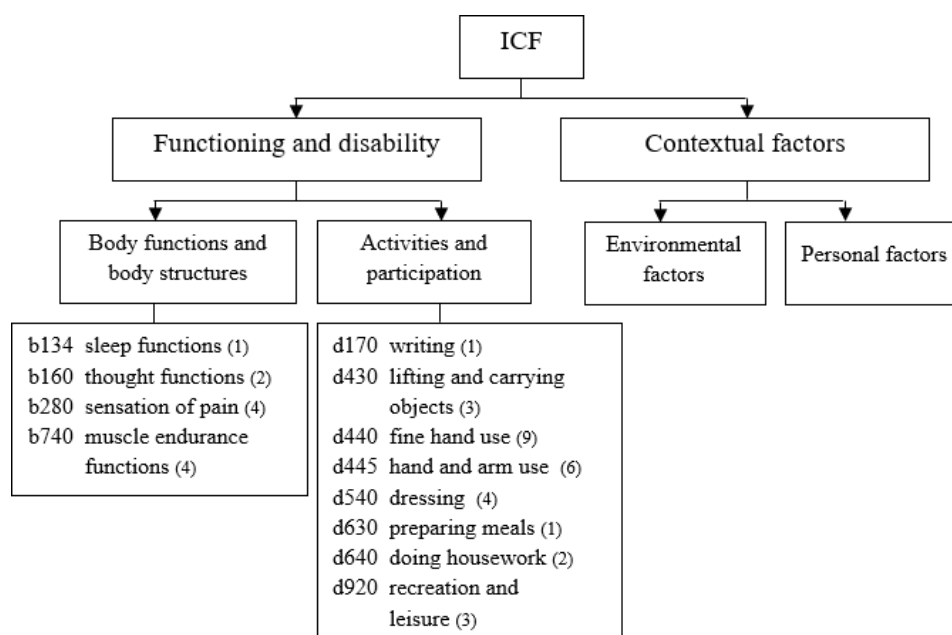 ICF
Functioning and disability
Contextual factors
Body functions and
body structures
Activities and
participation
Environmental
factors
Personal factors
b134 sleep functions (1)
b160 thought functions (2)
b280 sensation of pain (4)
b740 muscle endurance
functions (4)
d170 writing (1)
d430 lifting and carrying
objects (3)
d440 fine hand use (9)
d445 hand and arm use (6)
d540 dressing (4)
d630 preparing meals (1)
d640 doing housework (2)
d920 recreation and
leisure (3)